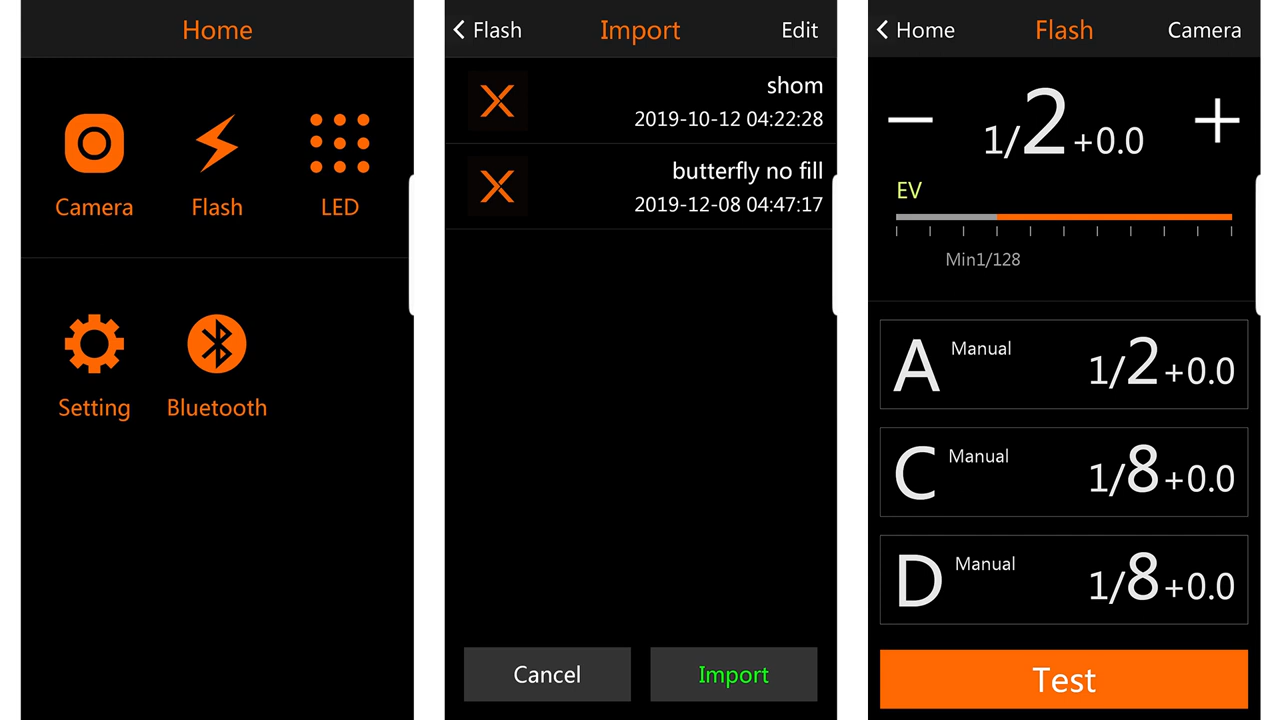 Home
Camera
Flash
LED
Setting
Bluetooth
Flash
Import
Edit
shom
2019-10-12 04:22:28
butterfly no fill
2019-12-08 04:47:17
Cancel
Import
Home
Flash
Camera
1/2+0.0
EV
Min1/128
A Manual 1/2+0.0
C Manual 1/8+0.0
D Manual 1/8+0.0
Test